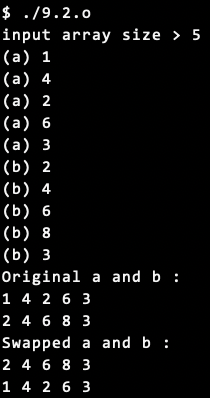 $ ./9.2.o
input array size > 5
(a) 1
(a) 4
(a) 2
(a) 6
(a) 3
(b) 2
(b) 4
(b) 6
(b) 8
(b) 3
Original a and b :
1 4 2 6 3
2 4 6 8 3
Swapped a and b :
2 4 6 8 3
1 4 2 6 3